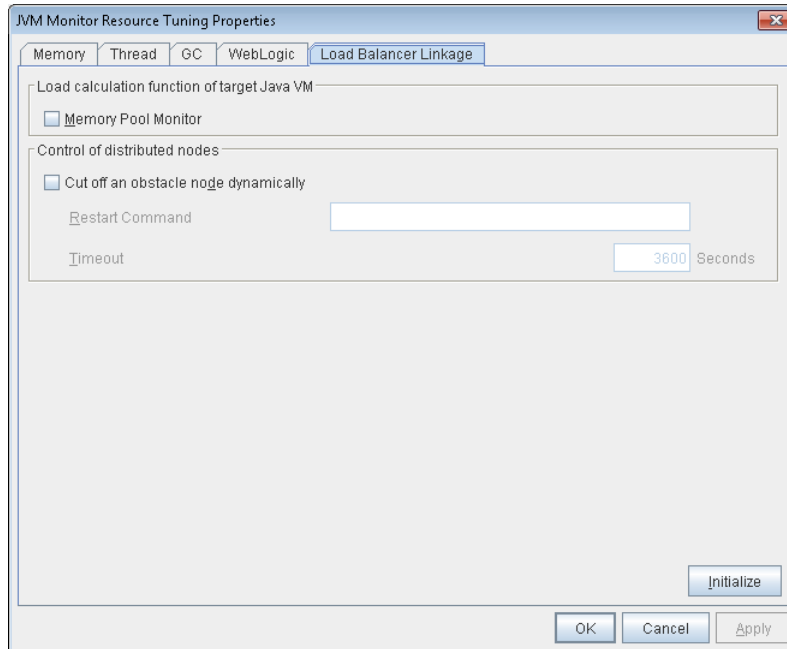 JVM Monitor Resource Tuning Properties
Memory Thread GC WebLogic Load Balancer Linkage
Load calculation function of target Java VM
Memory Pool Monitor
Control of distributed nodes
Cut off an obstacle node dynamically
Restart Command
Timeout 3600 Seconds
Initialize
OK Cancel Apply